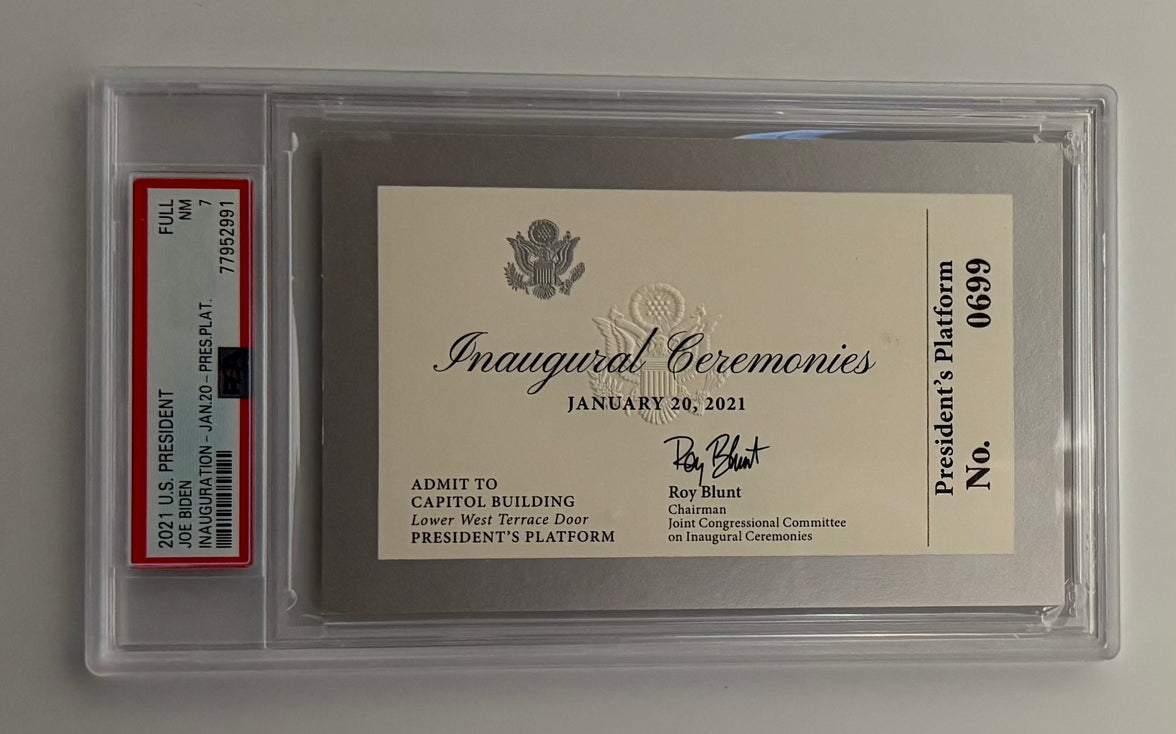 2021 U.S. PRESIDENT FULL
JOE BIDEN NM
INAUGURATION - JAN.20 - PRES.PLAT. 7
77952991
PSA
Inaugural Ceremonies
JANUARY 20, 2021
Roy Blunt
ADMIT TO
CAPITOL BUILDING
Lower West Terrace Door
PRESIDENT'S PLATFORM
Roy Blunt
Chairman
Joint Congressional Committee
on Inaugural Ceremonies
President's Platform
No. 0699